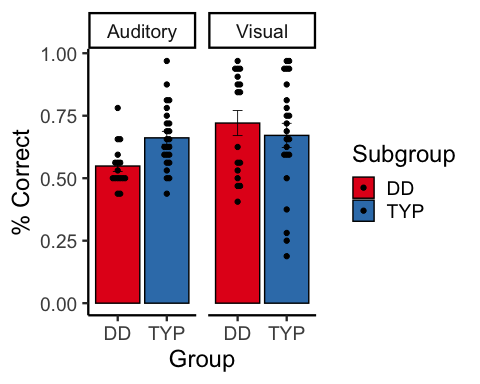 Auditory
Visual
% Correct
1.00
0.75
0.50
0.25
0.00
DD
TYP
DD
TYP
Group
Subgroup
DD
TYP